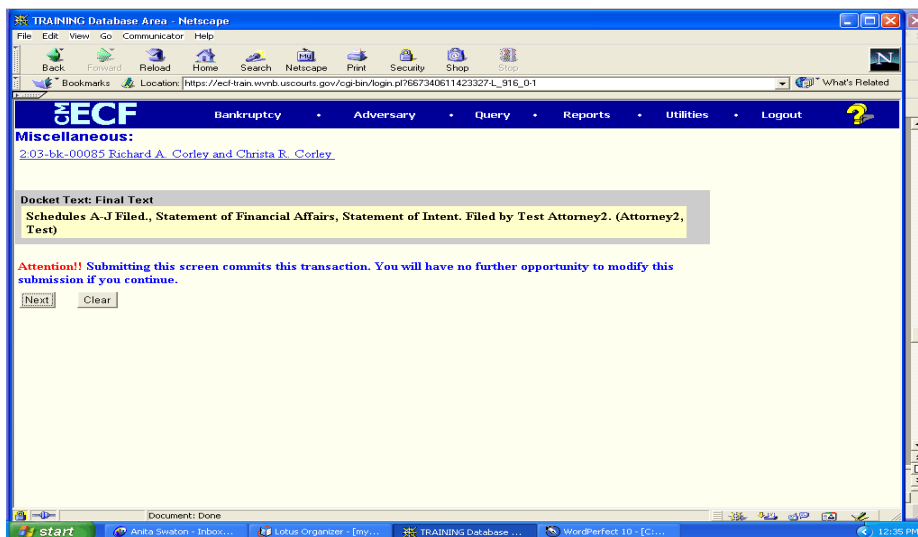 TRAINING Database Area - Netscape
File Edit View Go Communicator Help
Back Forward Reload Home Search Netscape Print Security Shop Stop
My
N
Bookmarks Location: https://ecf-train.wvnb.uscourts.gov/cgi-bin/login.pl?667340611423327-L_916_0-1 What's Related
CM ECF Bankruptcy • Adversary • Query • Reports • Utilities • Logout ?
Miscellaneous:
2:03-bk-00085 Richard A. Corley and Christa R. Corley
Docket Text: Final Text
Schedules A-J Filed., Statement of Financial Affairs, Statement of Intent. Filed by Test Attorney2. (Attorney2,
Test)
Attention!! Submitting this screen commits this transaction. You will have no further opportunity to modify this
submission if you continue.
Next Clear
Document: Done
start Anita Swaton - Inbox... Lotus Organizer - [my... TRAINING Database ... WordPerfect 10 - [C:... 12:35 PM